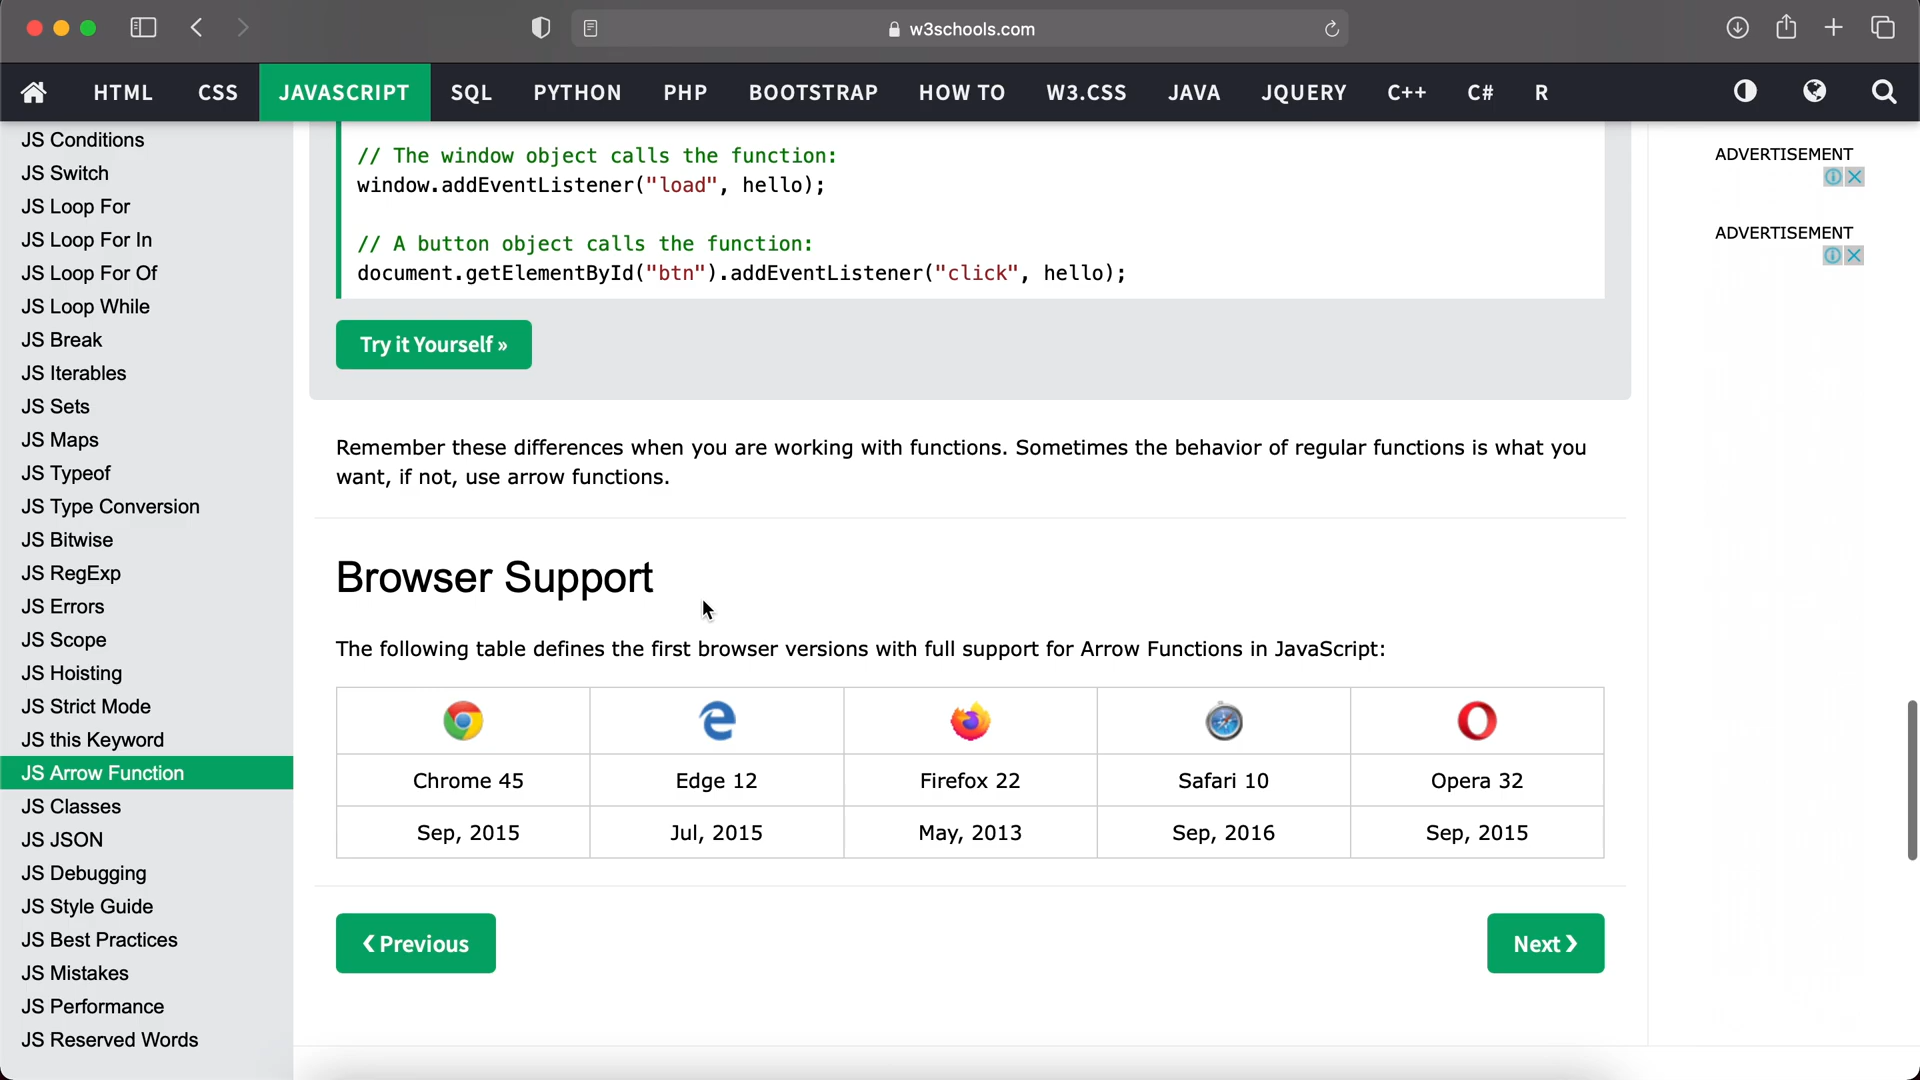 w3schools.com
HTML CSS JAVASCRIPT SQL PYTHON PHP BOOTSTRAP HOW TO W3.CSS JAVA JQUERY C++ C# R
JS Conditions
JS Switch
JS Loop For
JS Loop For In
JS Loop For Of
JS Loop While
JS Break
JS Iterables
JS Sets
JS Maps
JS Typeof
JS Type Conversion
JS Bitwise
JS RegExp
JS Errors
JS Scope
JS Hoisting
JS Strict Mode
JS this Keyword
JS Arrow Function
JS Classes
JS JSON
JS Debugging
JS Style Guide
JS Best Practices
JS Mistakes
JS Performance
JS Reserved Words
// The window object calls the function:
window.addEventListener("load", hello);
// A button object calls the function:
document.getElementById("btn").addEventListener("click", hello);
Try it Yourself »
Remember these differences when you are working with functions. Sometimes the behavior of regular functions is what you
want, if not, use arrow functions.
Browser Support
The following table defines the first browser versions with full support for Arrow Functions in JavaScript:
Chrome 45 Edge 12 Firefox 22 Safari 10 Opera 32
Sep, 2015 Jul, 2015 May, 2013 Sep, 2016 Sep, 2015
❮ Previous
Next ❯
ADVERTISEMENT
ADVERTISEMENT